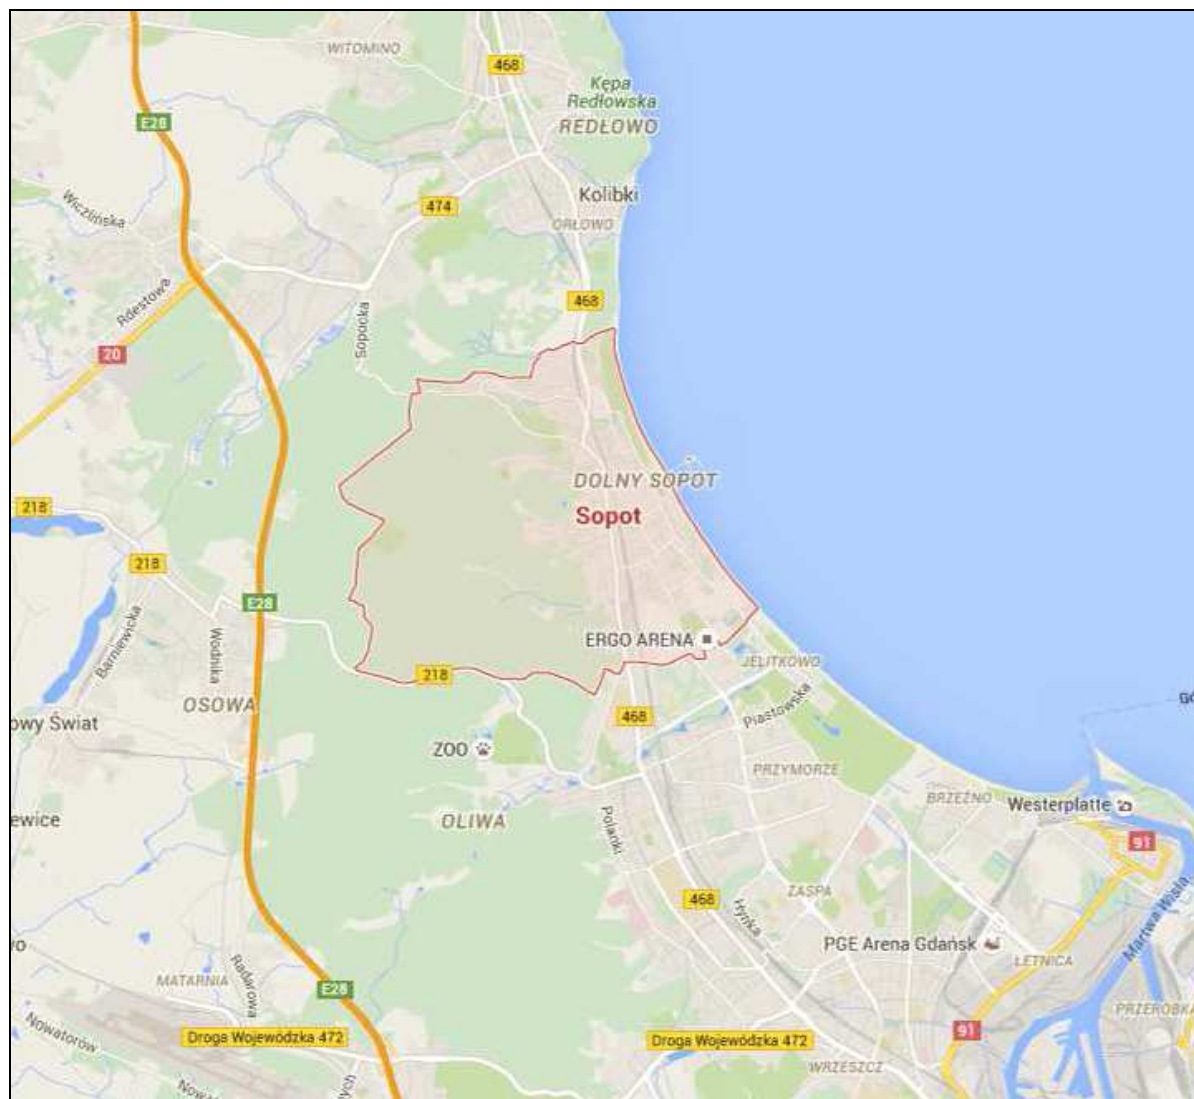 WITOMINO
468
Kępa
Redłowska
REDŁOWO
E28
Kolibki
Wiczlińska
474
ORŁOWO
Rdestowa
468
Sopocka
20
DOLNY SOPOT
218
Sopot
218
E28
Barniewicka
Wodnika
ERGO ARENA
JELITKOWO
218
OSOWA
468
Piastowska
owy Świat
ZOO
PRZYMORZE
BRZEŹNO
Westerplatte
ewice
OLIWA
Polanki
91
ZASPA
468
Hynka
Martwa Wisła
PGE Arena Gdańsk
ŁETNICA
MATARNIA
Radarowa
E28
PRZERÓBKA
Nowatorów
Droga Wojewódzka 472
Droga Wojewódzka 472
91
WRZESZCZ